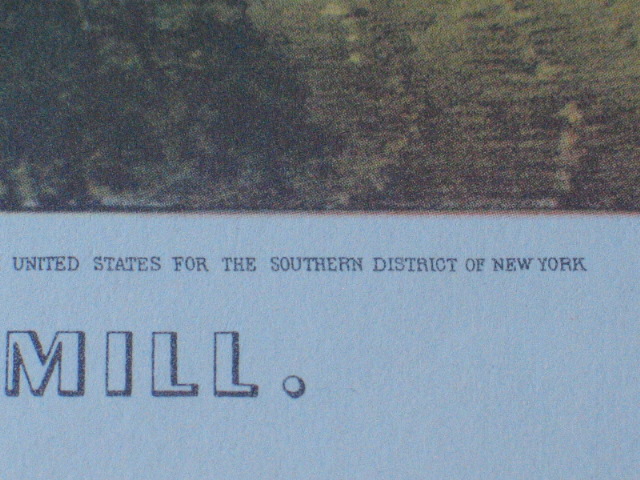 UNITED STATES FOR THE SOUTHERN DISTRICT OF NEW YORK
MILL.